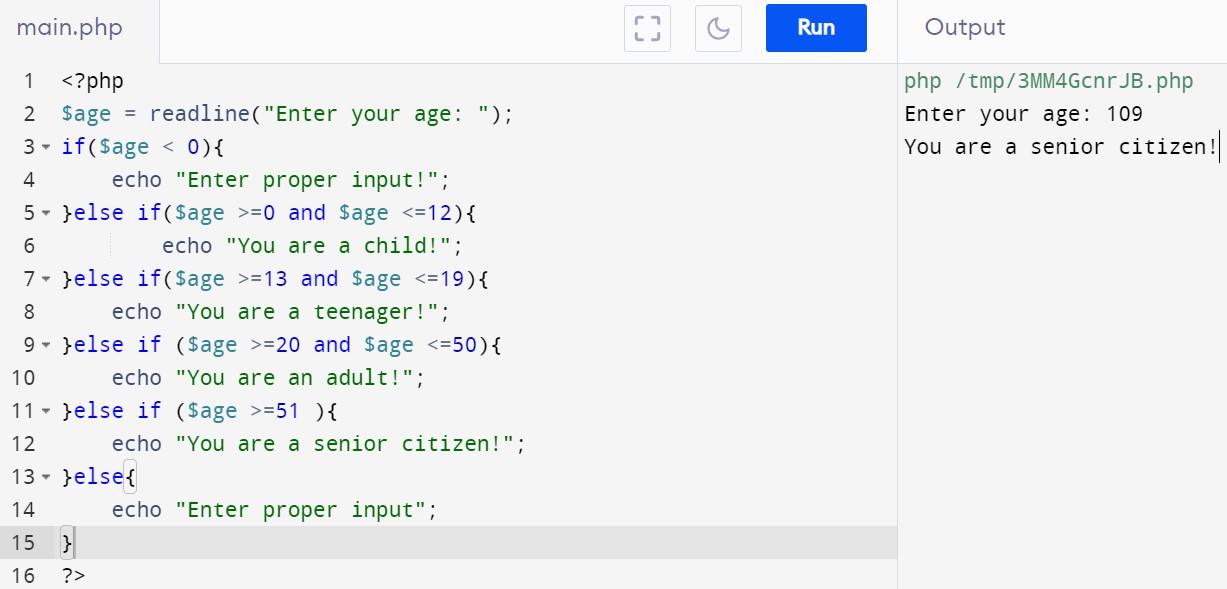 main.php
Run
Output
1 <?php
2 $age = readline("Enter your age: ");
3 if($age < 0){
4 echo "Enter proper input!";
5 }else if($age >=0 and $age <=12){
6 echo "You are a child!";
7 }else if($age >=13 and $age <=19){
8 echo "You are a teenager!";
9 }else if ($age >=20 and $age <=50){
10 echo "You are an adult!";
11 }else if ($age >=51 ){
12 echo "You are a senior citizen!";
13 }else{
14 echo "Enter proper input";
15 }
16 ?>
php /tmp/3MM4GcnrJB.php
Enter your age: 109
You are a senior citizen!